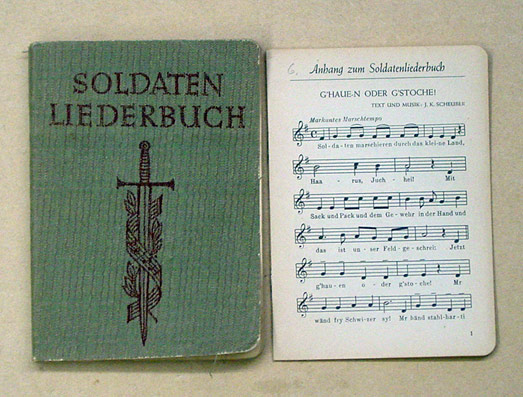 SOLDATEN
LIEDERBUCH
6.
Anhang zum Soldatenliederbuch
G'HAUE-N ODER G'STOCHE!
TEXT UND MUSIK: J. K. SCHEUBER
Markantes Marschtempo
Sol-da-ten marschieren durch das klei-ne Land,
Haa-rus, Juch-hei! Mit
Sack und Pack und dem Ge-wehr in der Hand und
das ist un-ser Feld-ge-schrei: Jetzt
g'hau-en o-der g'sto-che! Mr
wänd fry Schwi-zer sy! Mr händ stahl-har-ti
1